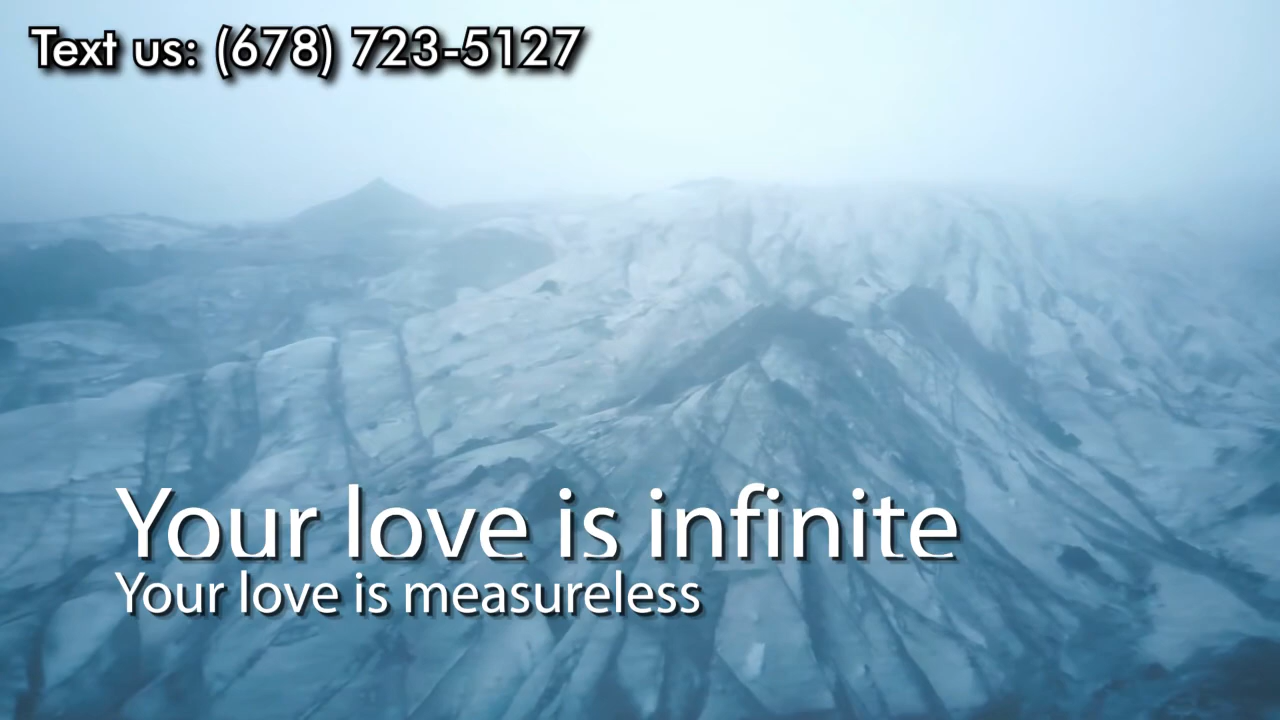 Text us: (678) 723-5127
Your love is infinite
Your love is measureless